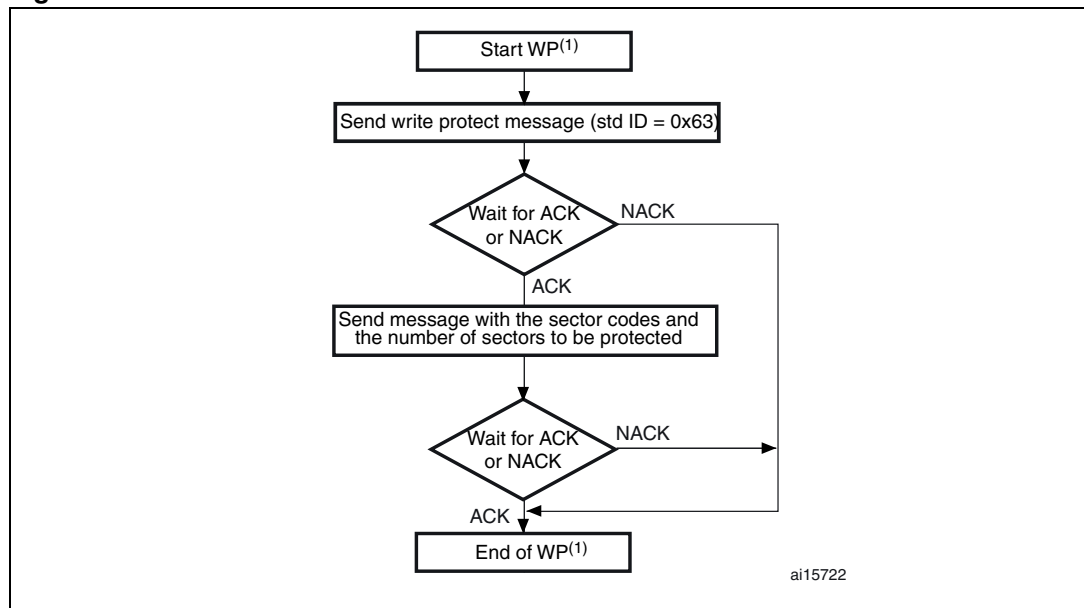 Start WP(1)
Send write protect message (std ID = 0x63)
Wait for ACK
or NACK
NACK
ACK
Send message with the sector codes and
the number of sectors to be protected
Wait for ACK
or NACK
NACK
ACK
End of WP(1)
ai15722